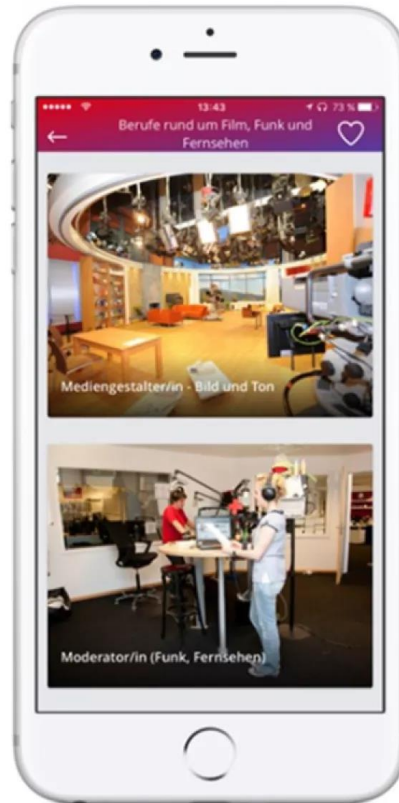 13:43
73 %
Berufe rund um Film, Funk und
Fernsehen
Mediengestalter/in - Bild und Ton
Moderator/in (Funk, Fernsehen)